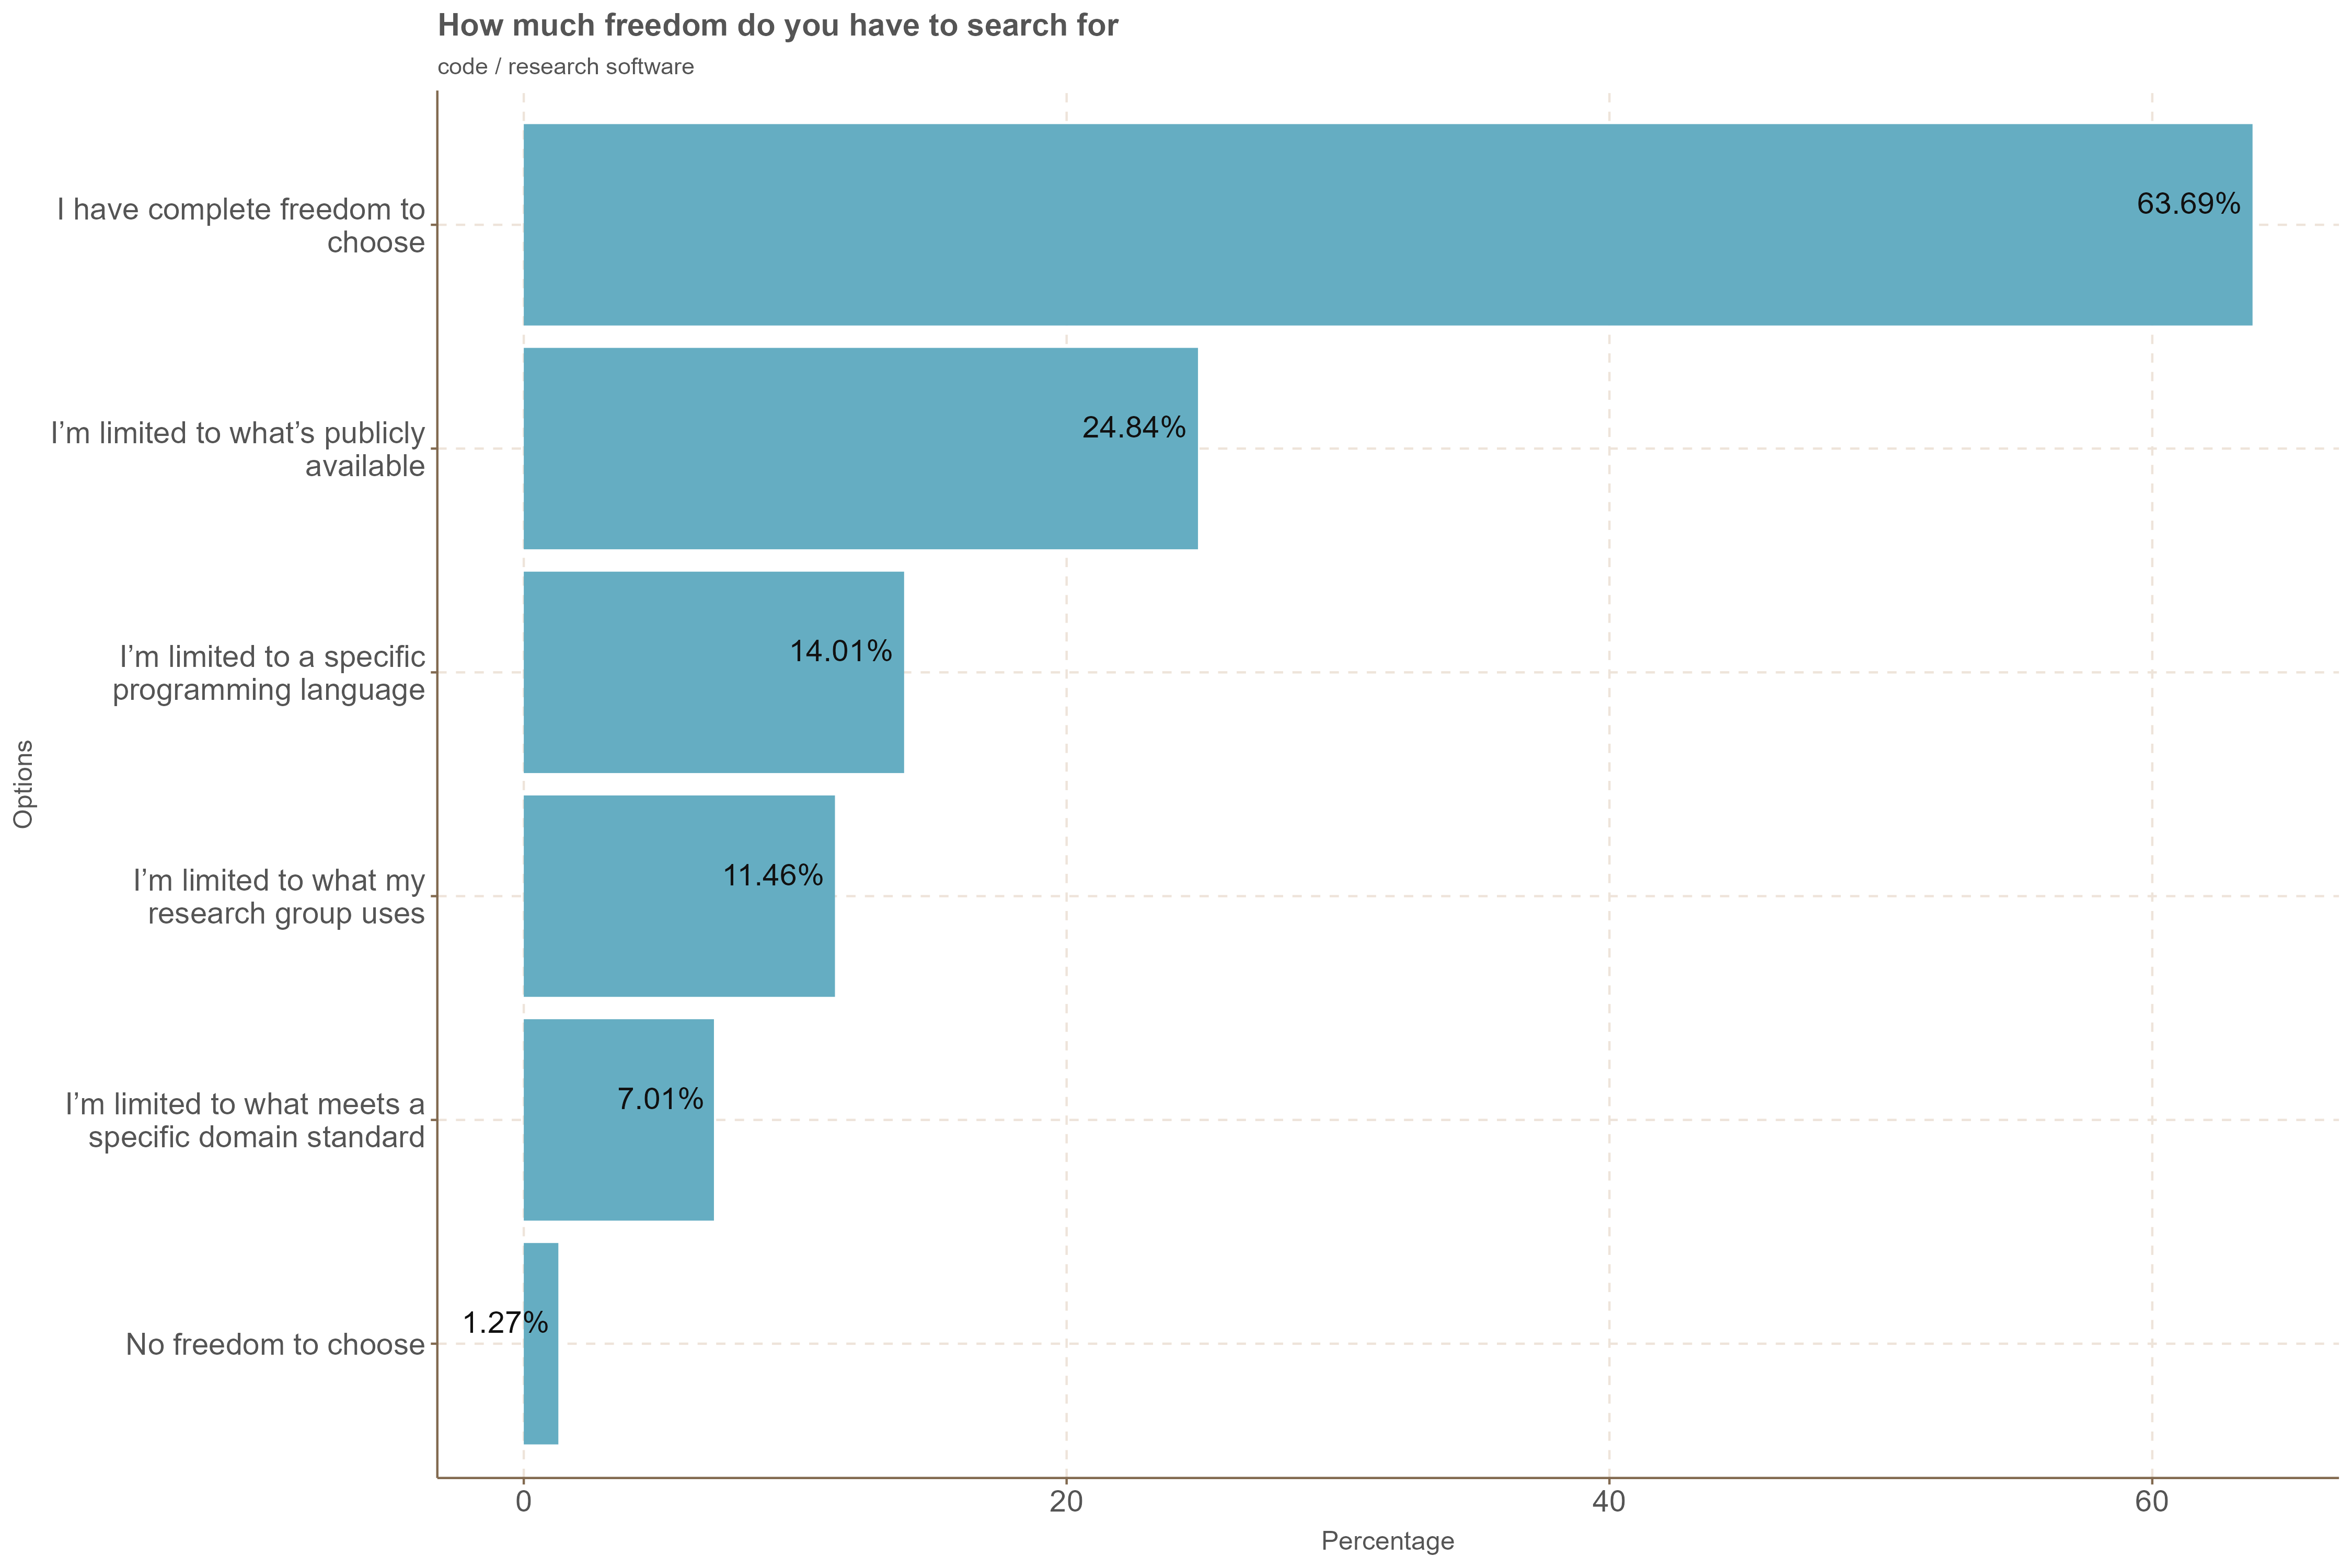 How much freedom do you have to search for
code / research software
I have complete freedom to
choose
63.69%
I’m limited to what’s publicly
available
24.84%
I’m limited to a specific
programming language
14.01%
I’m limited to what my
research group uses
11.46%
I’m limited to what meets a
specific domain standard
7.01%
No freedom to choose
1.27%
Options
0 20 40 60
Percentage